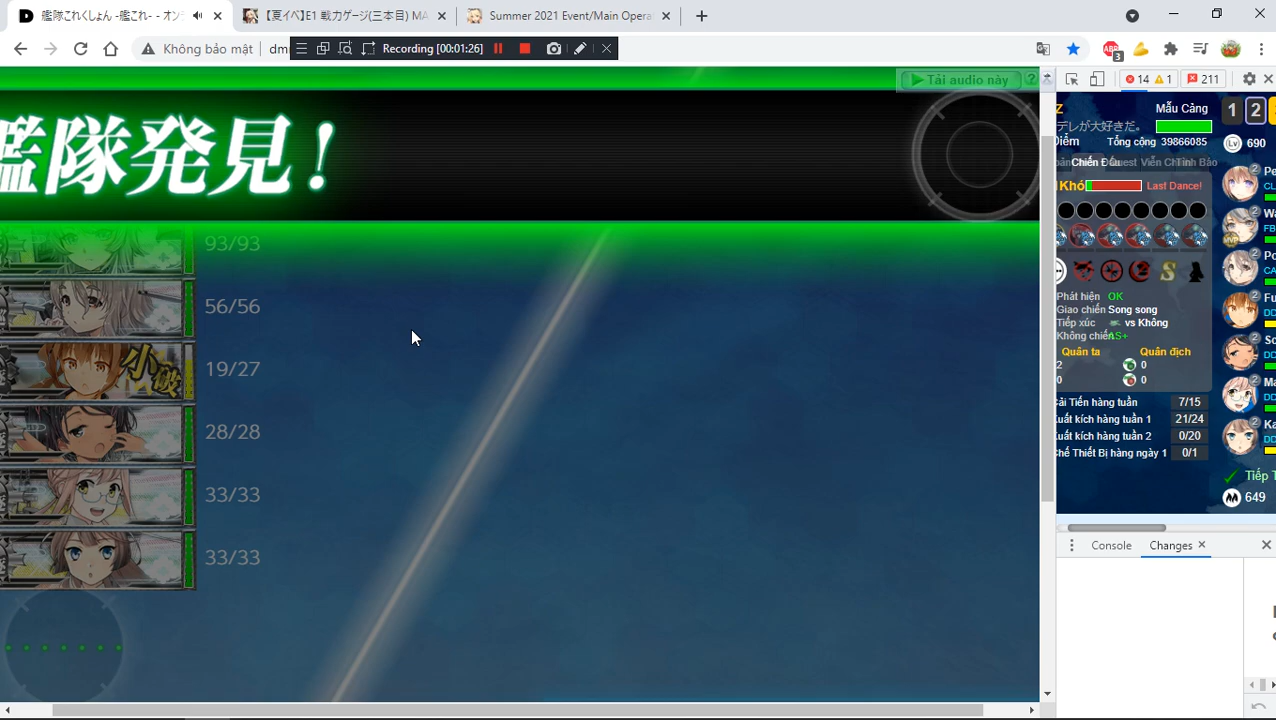 艦隊これくしょん -艦これ- - オン
【夏イベ】E1 戦力ゲージ(三本目) MA
Summer 2021 Event/Main Opera
Không bảo mật
Recording [00:01:26]
3
14 1 211
Tải audio này
?
艦隊発見!
93/93
56/56
19/27
小破
28/28
33/33
33/33
Mẫu Cảng
1 2
デレが大好きだ。
Tổng cộng 39866085
Lv 690
Chiến Đấu
Khó Last Dance!
Phát hiện OK
Giao chiến Song song
Tiếp xúc vs Không
Không chiến AS+
Quân ta Quân địch
2 0
0 0
Cải Tiến hàng tuần 7/15
Xuất kích hàng tuần 1 21/24
Xuất kích hàng tuần 2 0/20
Chế Thiết Bị hàng ngày 1 0/1
649
Console Changes